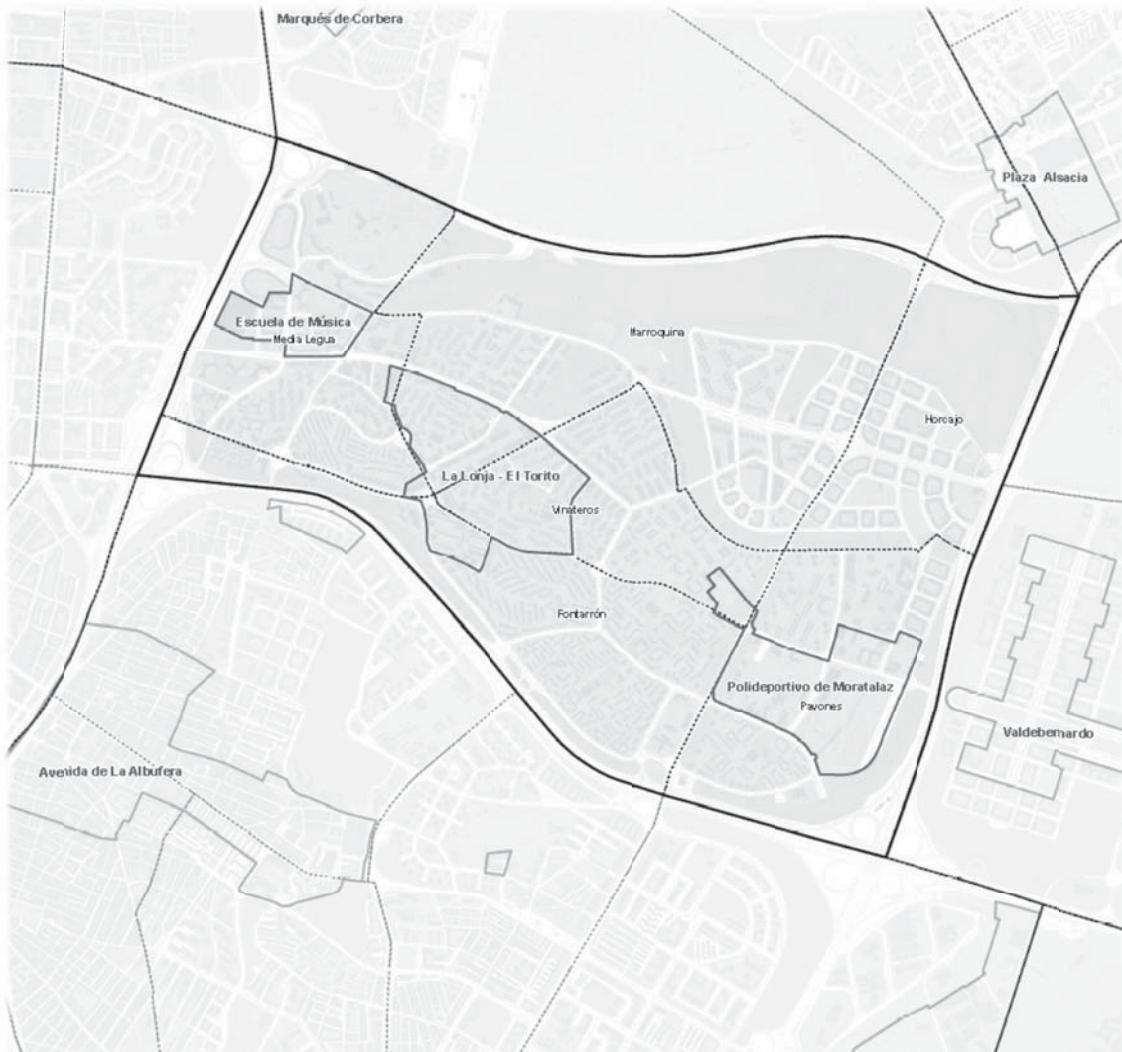 Marqués de Corbera
Plaza Alsacia
Escuela de Música
Media Legua
Marroquina
Horcajo
La Lonja - El Torito
Vinateros
Fontarrón
Polideportivo de Moratalaz
Pavones
Valdebernardo
Avenida de La Albufera